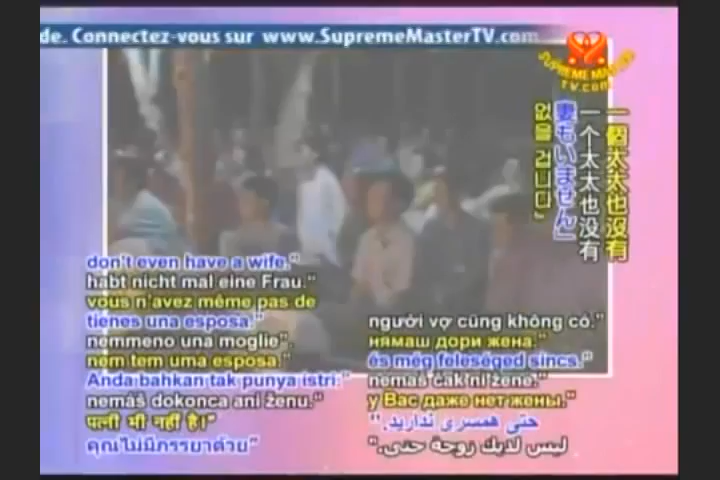 de. Connectez-vous sur www.SupremeMasterTV.com
SUPREME MASTER
TV.com
一個太太也沒有
一个太太也没有
妻もいません」
없을 겁니다"
don't even have a wife."
habt nicht mal eine Frau."
vous n'avez même pas de
tienes una esposa."
nemmeno una moglie".
nem tem uma esposa."
Anda bahkan tak punya istri."
nemáš dokonca ani ženu."
पत्नी भी नहीं है।"
คุณไม่มีภรรยาด้วย"
người vợ cũng không có."
нямаш дори жена."
és még feleséged sincs."
nemaš čak ni žene."
у Вас даже нет жены."
حتی همسری ندارید."
ليس لديك زوجة حتى."